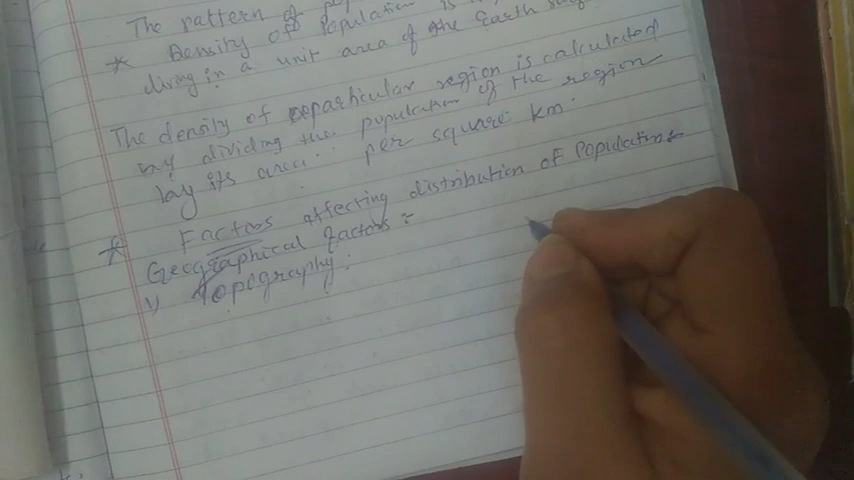 The pattern of
* Density of Population is
living in a unit area of the Earth
The density of particular region is calculated
by dividing the pupulation of the region
by its area. per square km.
* Factors affecting distribution of Population:-
Geographical factors:-
1) Topography: